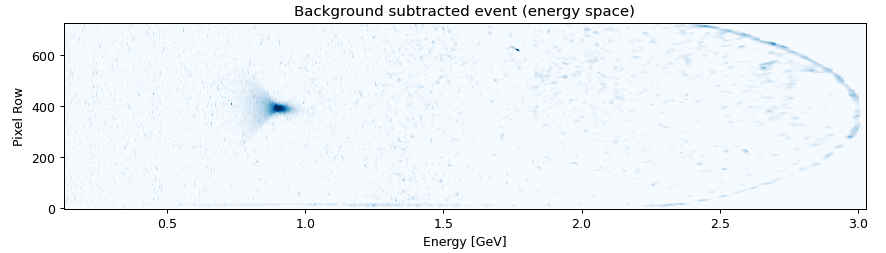 Background subtracted event (energy space)
Pixel Row
600
400
200
0
0.5 1.0 1.5 2.0 2.5 3.0
Energy [GeV]